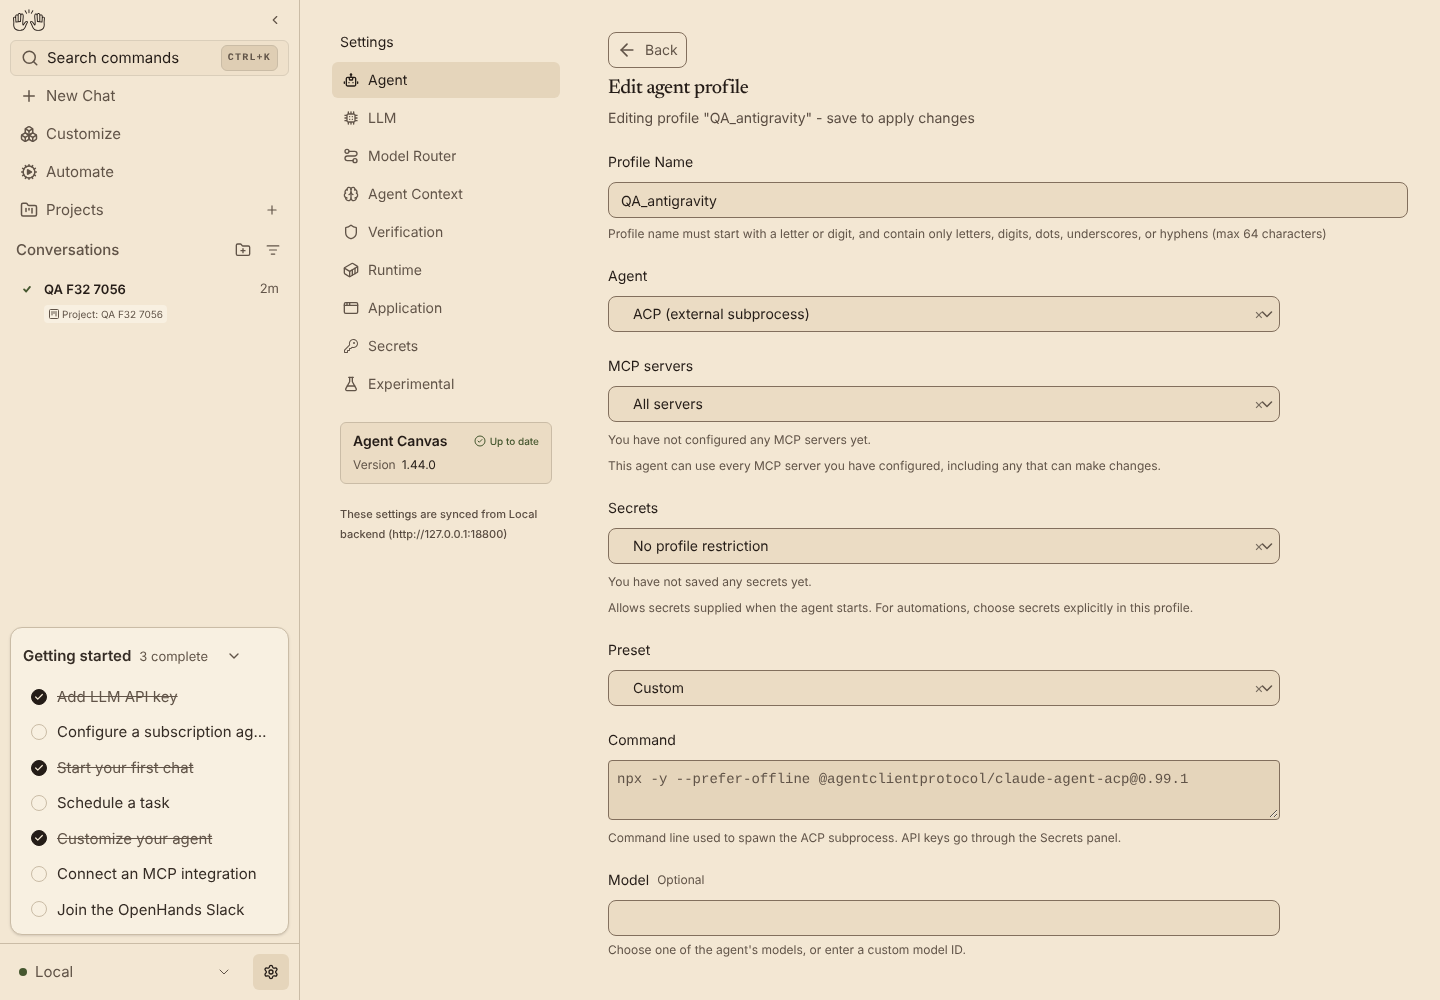 Search commands
CTRL+K
New Chat
Customize
Automate
Projects
Conversations
QA F32 7056
2m
Project: QA F32 7056
Getting started 3 complete
Add LLM API key
Configure a subscription ag...
Start your first chat
Schedule a task
Customize your agent
Connect an MCP integration
Join the OpenHands Slack
Local
Settings
Agent
LLM
Model Router
Agent Context
Verification
Runtime
Application
Secrets
Experimental
Agent Canvas
Up to date
Version 1.44.0
These settings are synced from Local
backend (http://127.0.0.1:18800)
Back
Edit agent profile
Editing profile "QA_antigravity" - save to apply changes
Profile Name
QA_antigravity
Profile name must start with a letter or digit, and contain only letters, digits, dots, underscores, or hyphens (max 64 characters)
Agent
ACP (external subprocess)
MCP servers
All servers
You have not configured any MCP servers yet.
This agent can use every MCP server you have configured, including any that can make changes.
Secrets
No profile restriction
You have not saved any secrets yet.
Allows secrets supplied when the agent starts. For automations, choose secrets explicitly in this profile.
Preset
Custom
Command
npx -y --prefer-offline @agentclientprotocol/claude-agent-acp@0.99.1
Command line used to spawn the ACP subprocess. API keys go through the Secrets panel.
Model Optional
Choose one of the agent's models, or enter a custom model ID.